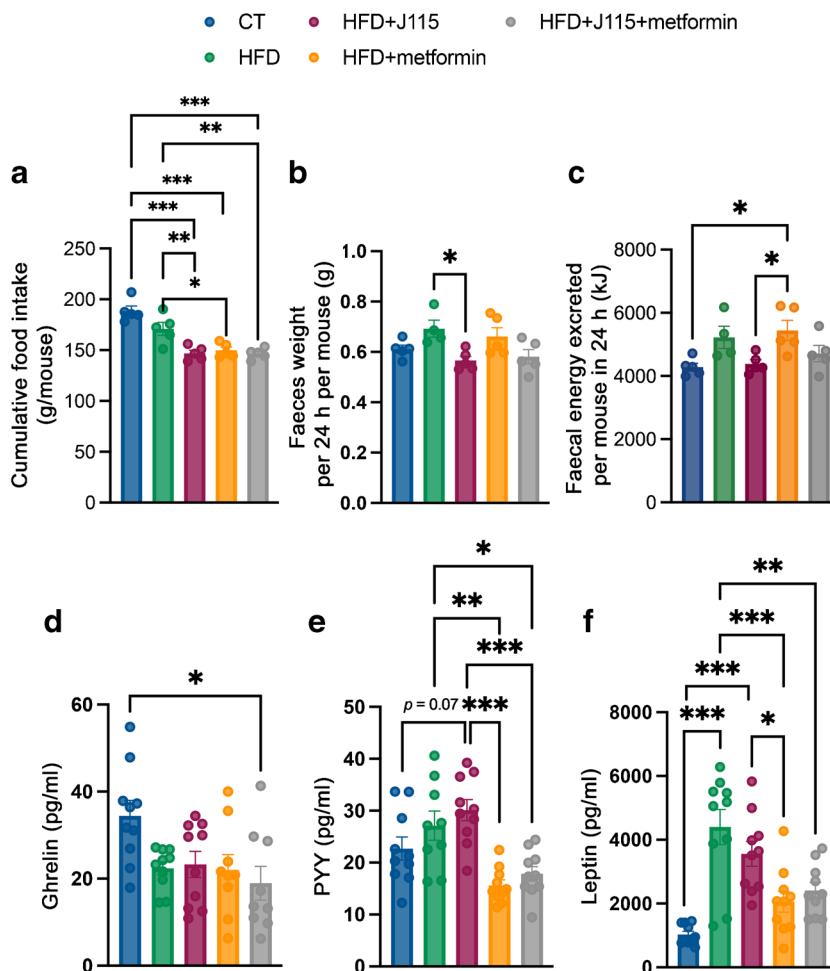 CT
HFD+J115
HFD+J115+metformin
HFD
HFD+metformin
a
***
**
***
***
**
*
250
200
150
100
50
0
Cumulative food intake
(g/mouse)
b
*
1.0
0.8
0.6
0.4
0.2
0.0
Faeces weight
per 24 h per mouse (g)
c
*
*
8000
6000
4000
2000
0
Faecal energy excreted
per mouse in 24 h (kJ)
d
*
60
40
20
0
Ghrelin (pg/ml)
e
*
**
***
p = 0.07
***
50
40
30
20
10
0
PYY (pg/ml)
f
**
***
***
***
*
8000
6000
4000
2000
0
Leptin (pg/ml)